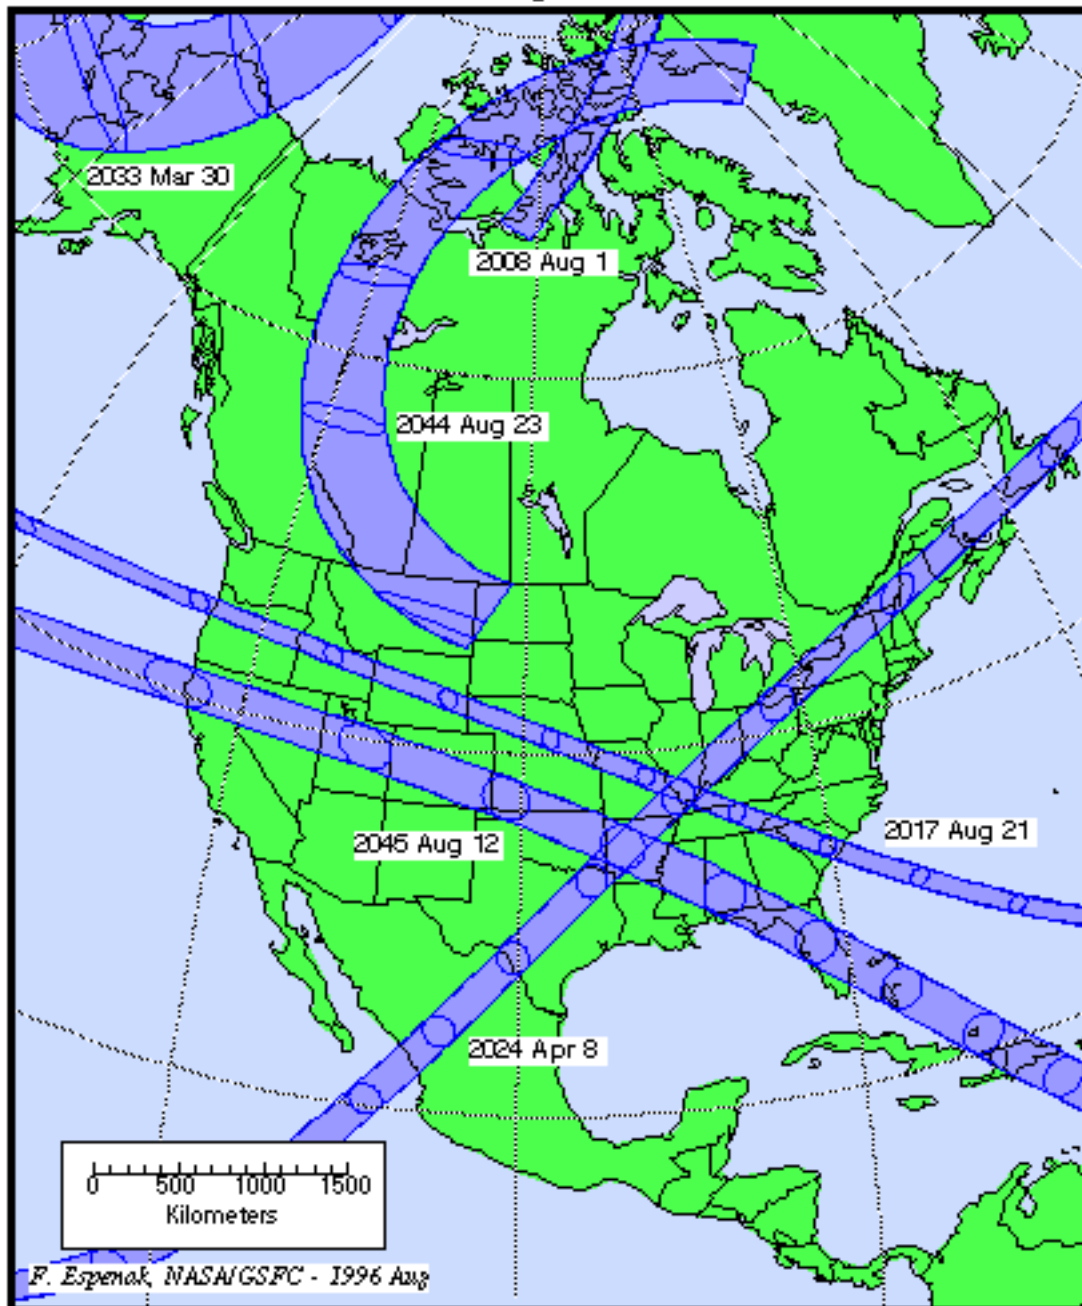 2033 Mar 30
2008 Aug 1
2044 Aug 23
2017 Aug 21
2045 Aug 12
2024 Apr 8
0 500 1000 1500
Kilometers
F. Espenak, NASA/GSFC - 1996 Aug